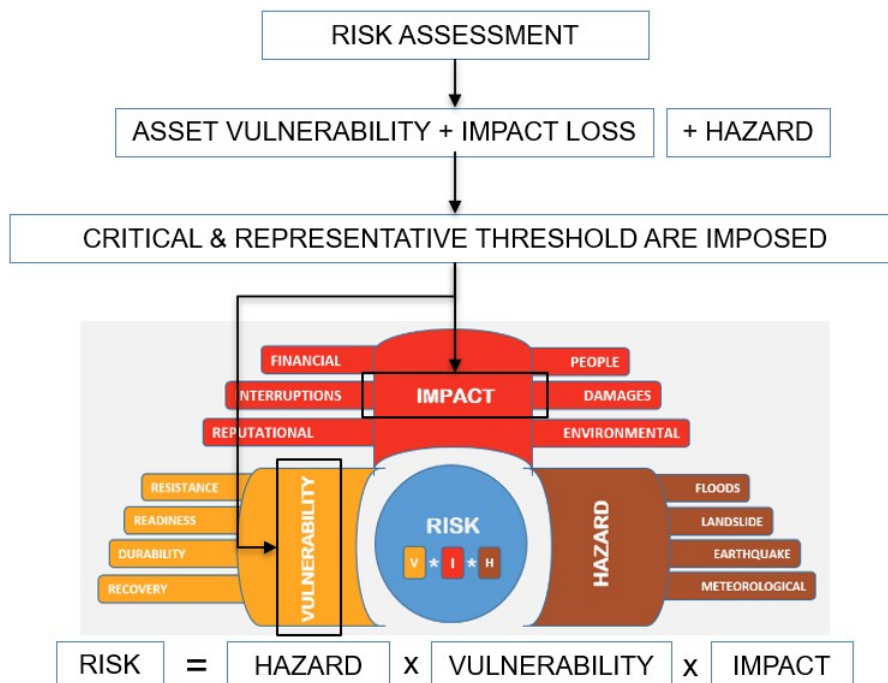 RISK ASSESSMENT
ASSET VULNERABILITY + IMPACT LOSS + HAZARD
CRITICAL & REPRESENTATIVE THRESHOLD ARE IMPOSED
FINANCIAL
PEOPLE
INTERRUPTIONS
IMPACT
DAMAGES
REPUTATIONAL
ENVIRONMENTAL
RESISTANCE
READINESS
DURABILITY
RECOVERY
VULNERABILITY
RISK
V * I * H
HAZARD
FLOODS
LANDSLIDE
EARTHQUAKE
METEOROLOGICAL
RISK = HAZARD x VULNERABILITY x IMPACT